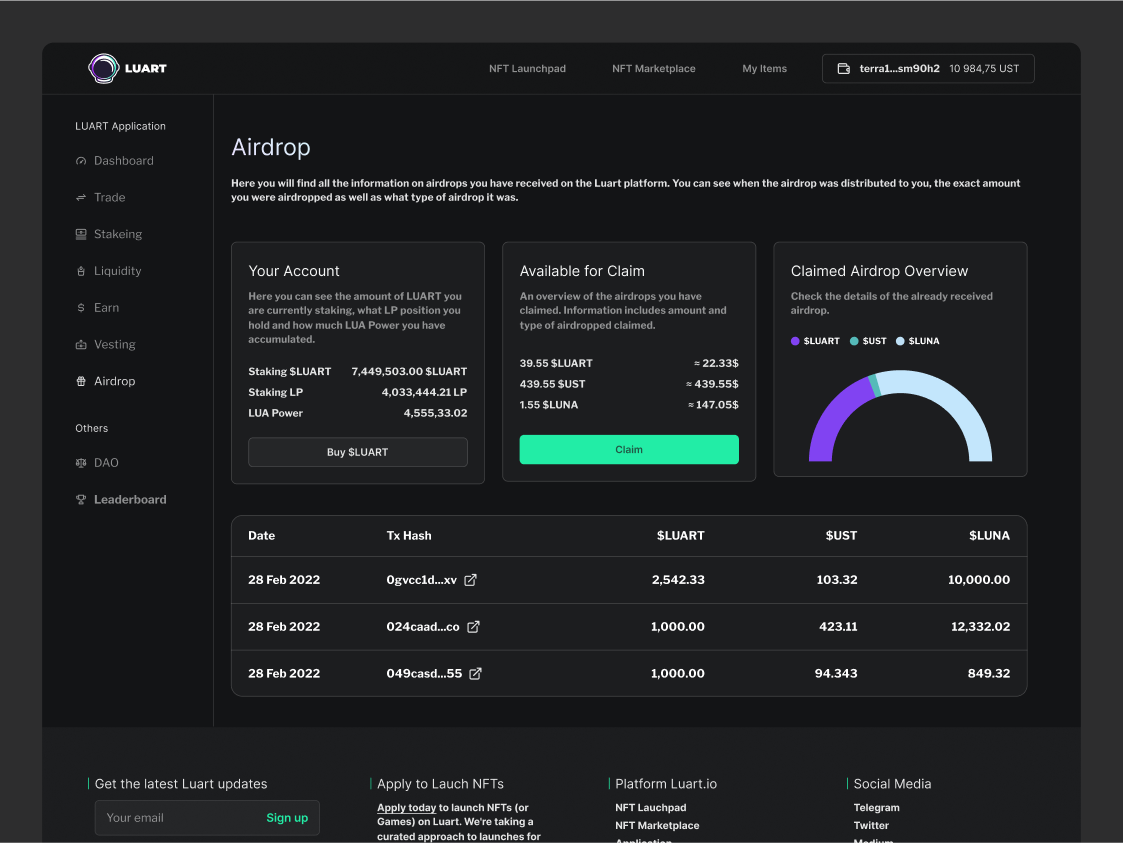 LUART
NFT Launchpad
NFT Marketplace
My Items
terra1...sm90h2 10 984,75 UST
LUART Application
Dashboard
Trade
Stakeing
Liquidity
$ Earn
Vesting
Airdrop
Others
DAO
Leaderboard
Airdrop
Here you will find all the information on airdrops you have received on the Luart platform. You can see when the airdrop was distributed to you, the exact amount
you were airdropped as well as what type of airdrop it was.
Your Account
Here you can see the amount of LUART you
are currently staking, what LP position you
hold and how much LUA Power you have
accumulated.
Staking $LUART 7,449,503.00 $LUART
Staking LP 4,033,444.21 LP
LUA Power 4,555,33.02
Buy $LUART
Available for Claim
An overview of the airdrops you have
claimed. Information includes amount and
type of airdropped claimed.
39.55 $LUART ≈ 22.33$
439.55 $UST ≈ 439.55$
1.55 $LUNA ≈ 147.05$
Claim
Claimed Airdrop Overview
Check the details of the already received
airdrop.
$LUART $UST $LUNA
Date Tx Hash $LUART $UST $LUNA
28 Feb 2022 0gvcc1d...xv 2,542.33 103.32 10,000.00
28 Feb 2022 024caad...co 1,000.00 423.11 12,332.02
28 Feb 2022 049casd...55 1,000.00 94.343 849.32
Get the latest Luart updates
Your email Sign up
Apply to Lauch NFTs
Apply today to launch NFTs (or
Games) on Luart. We're taking a
curated approach to launches for
Platform Luart.io
NFT Lauchpad
NFT Marketplace
Application
Social Media
Telegram
Twitter
Medium